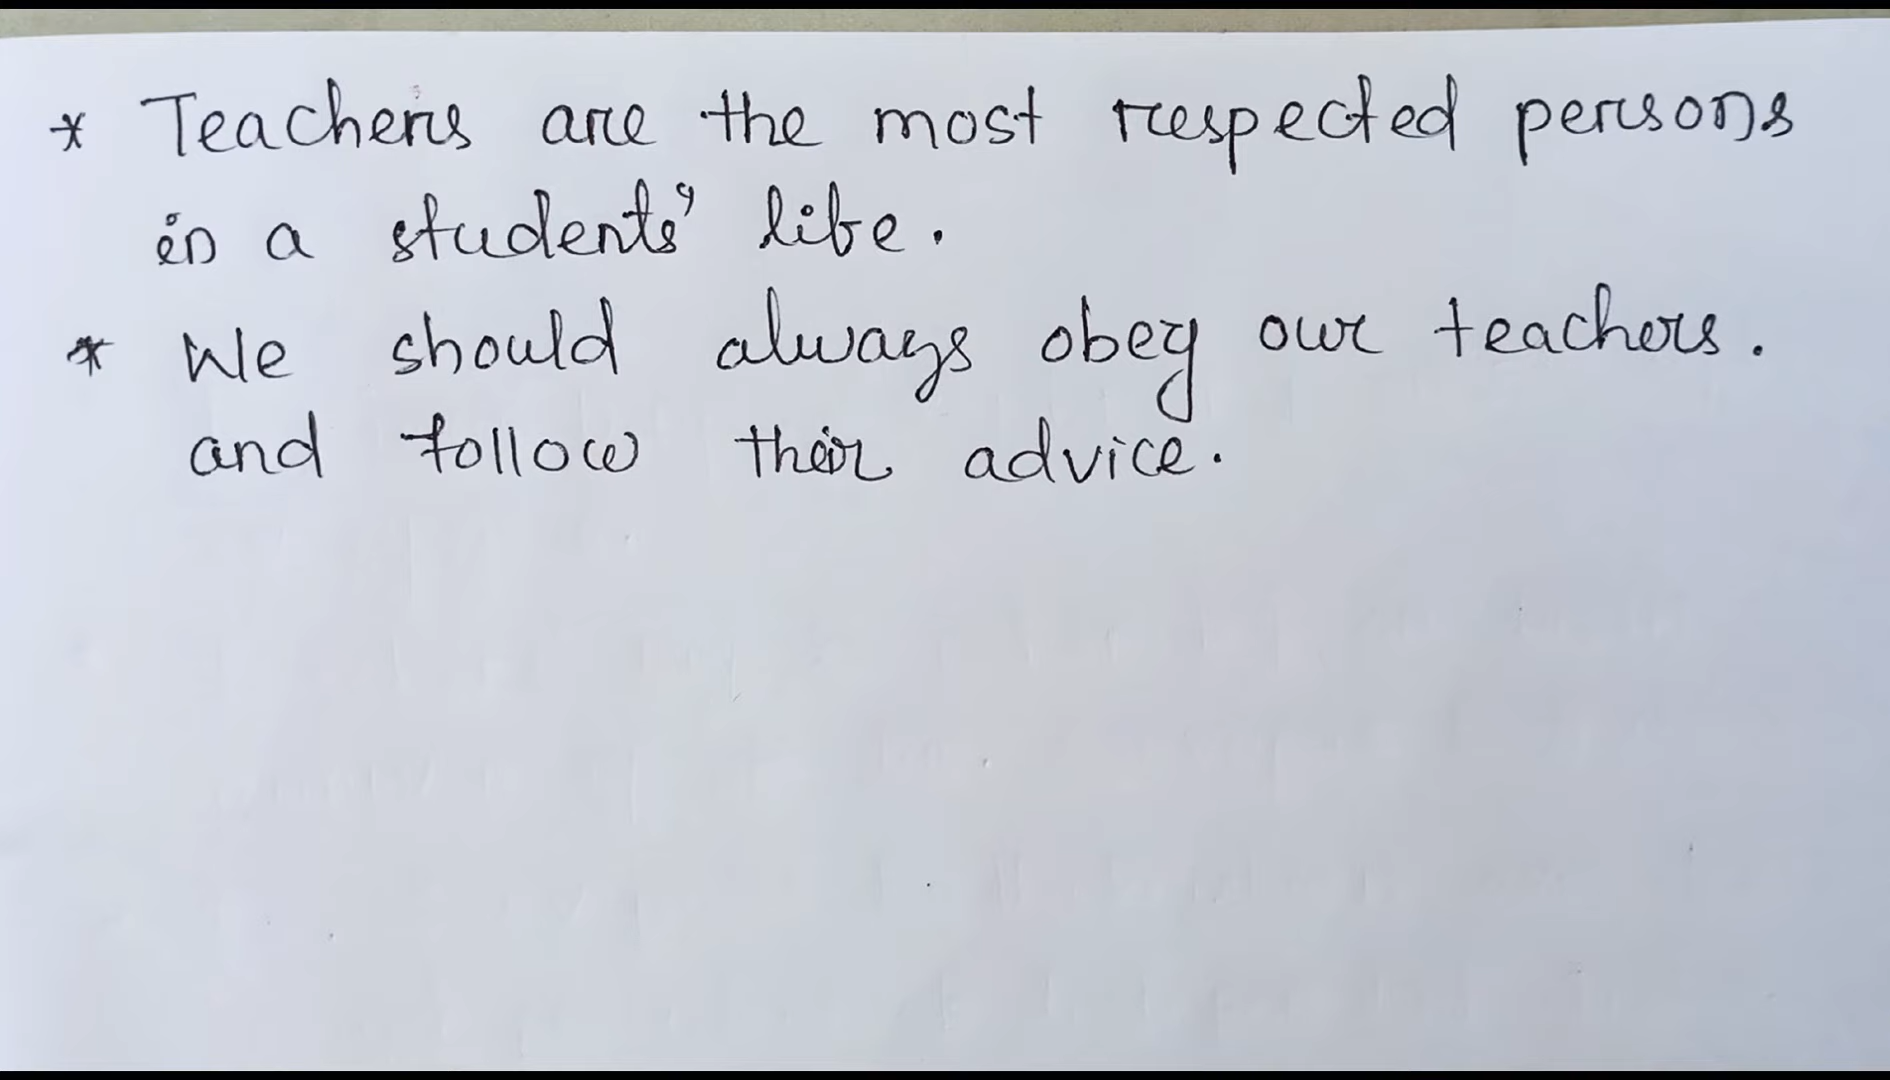 * Teachers are the most respected persons
in a students' life.
* We should always obey our teachers.
and follow their advice.